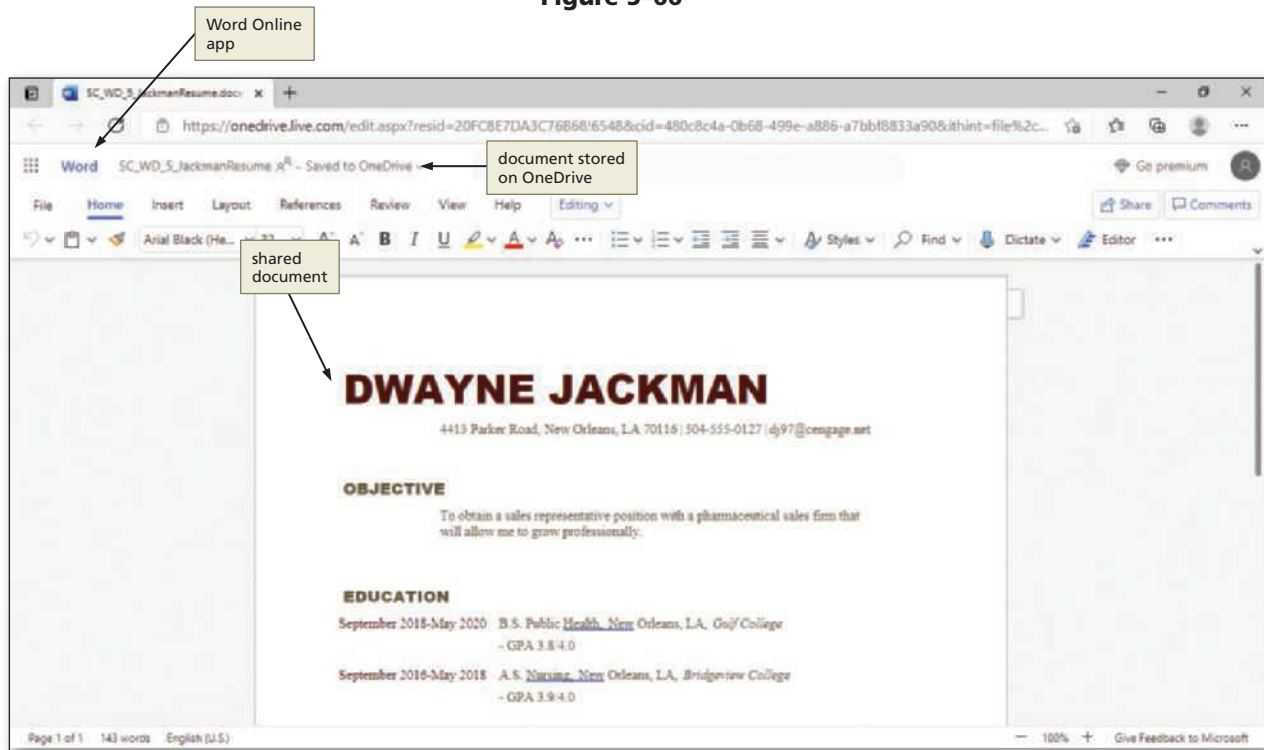 Word Online
app
SC_WD_5_JackmanResume.docx
https://onedrive.live.com/edit.aspx?resid=20FC8E7DA3C76B68!6548&cid=480c8c4a-0b68-499e-a886-a7bbf8833a90&ithint=file%2c...
Word SC_WD_5_JackmanResume - Saved to OneDrive
document stored
on OneDrive
Go premium
File Home Insert Layout References Review View Help Editing Share Comments
Arial Black (He... B I U A Styles Find Dictate Editor ...
shared
document
DWAYNE JACKMAN
4413 Parker Road, New Orleans, LA 70116 | 504-555-0127 | dj97@cengage.net
OBJECTIVE
To obtain a sales representative position with a pharmaceutical sales firm that
will allow me to grow professionally.
EDUCATION
September 2018-May 2020 B.S. Public Health, New Orleans, LA, Gulf College
- GPA 3.8/4.0
September 2016-May 2018 A.S. Nursing, New Orleans, LA, Bridgeview College
- GPA 3.9/4.0
Page 1 of 1 143 words English (U.S.) 100% Give Feedback to Microsoft